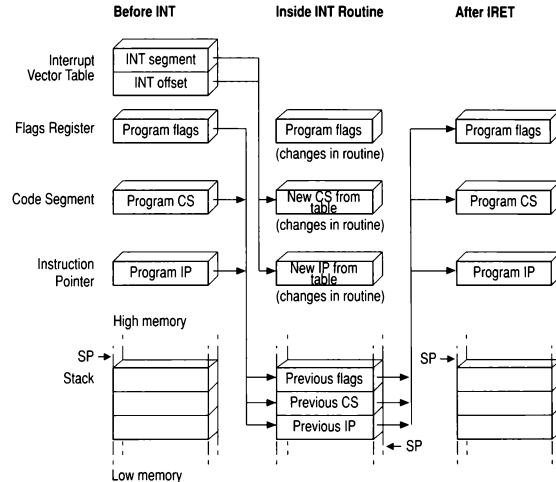 Before INT
Inside INT Routine
After IRET
Interrupt
Vector Table
INT segment
INT offset
Flags Register
Program flags
Program flags
(changes in routine)
Program flags
Code Segment
Program CS
New CS from
table
(changes in routine)
Program CS
Instruction
Pointer
Program IP
New IP from
table
(changes in routine)
Program IP
High memory
SP
SP
Stack
Previous flags
Previous CS
Previous IP
SP
Low memory